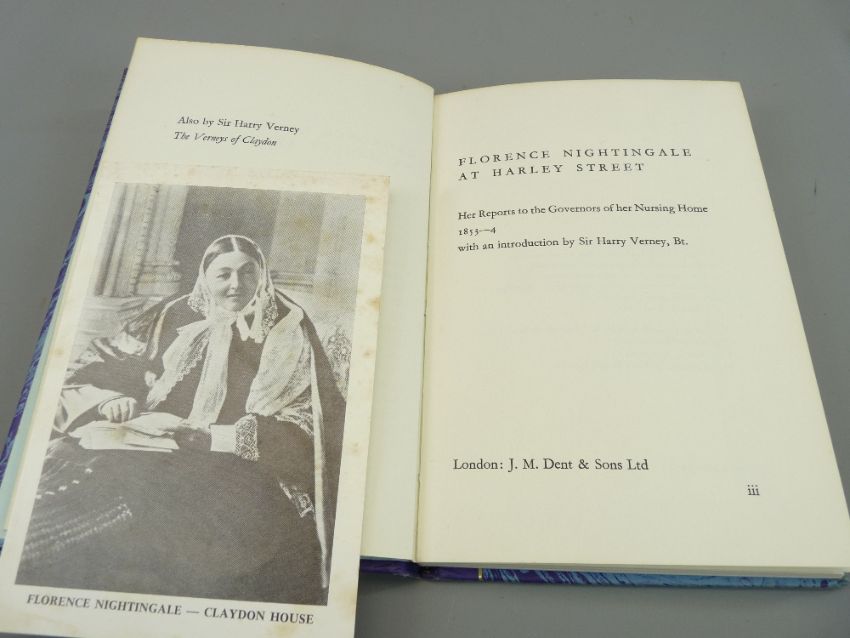 Also by Sir Harry Verney
The Verneys of Claydon
FLORENCE NIGHTINGALE — CLAYDON HOUSE
FLORENCE NIGHTINGALE
AT HARLEY STREET
Her Reports to the Governors of her Nursing Home
1853—4
with an introduction by Sir Harry Verney, Bt.
London: J. M. Dent & Sons Ltd
iii